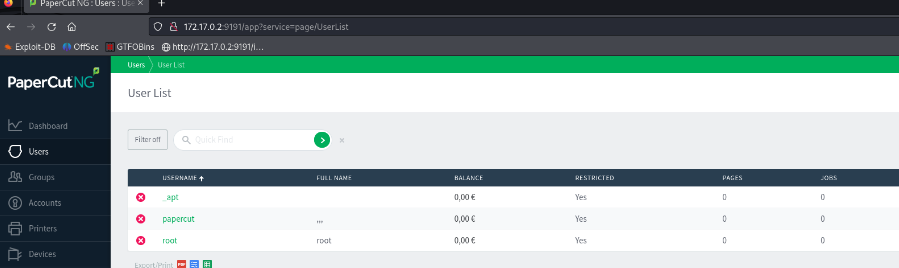 PaperCut NG : Users : Use
172.17.0.2:9191/app?service=page/UserList
Exploit-DB OffSec GTFOBins http://172.17.0.2:9191/i…
PaperCut NG
Users User List
User List
Dashboard
Users
Groups
Accounts
Printers
Devices
Filter off Quick Find
USERNAME FULL NAME BALANCE RESTRICTED PAGES JOBS
_apt 0,00 € Yes 0 0
papercut ,,, 0,00 € Yes 0 0
root root 0,00 € Yes 0 0
Export/Print